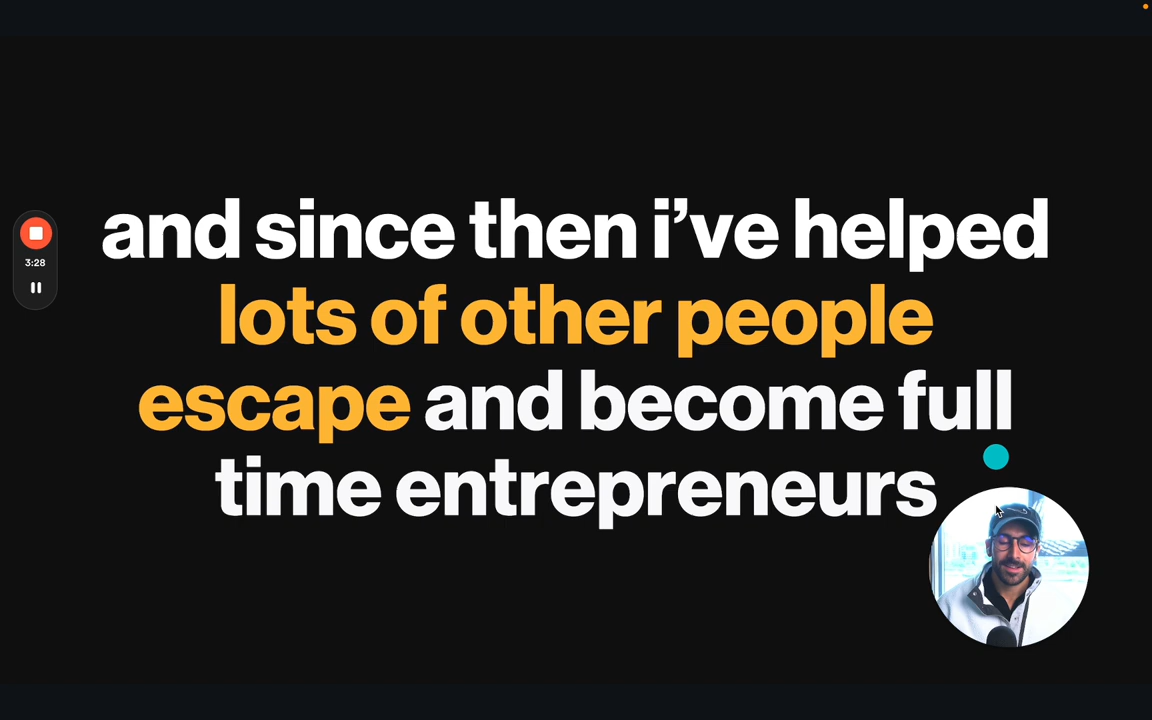 and since then i’ve helped
lots of other people
escape and become full
time entrepreneurs
3:28